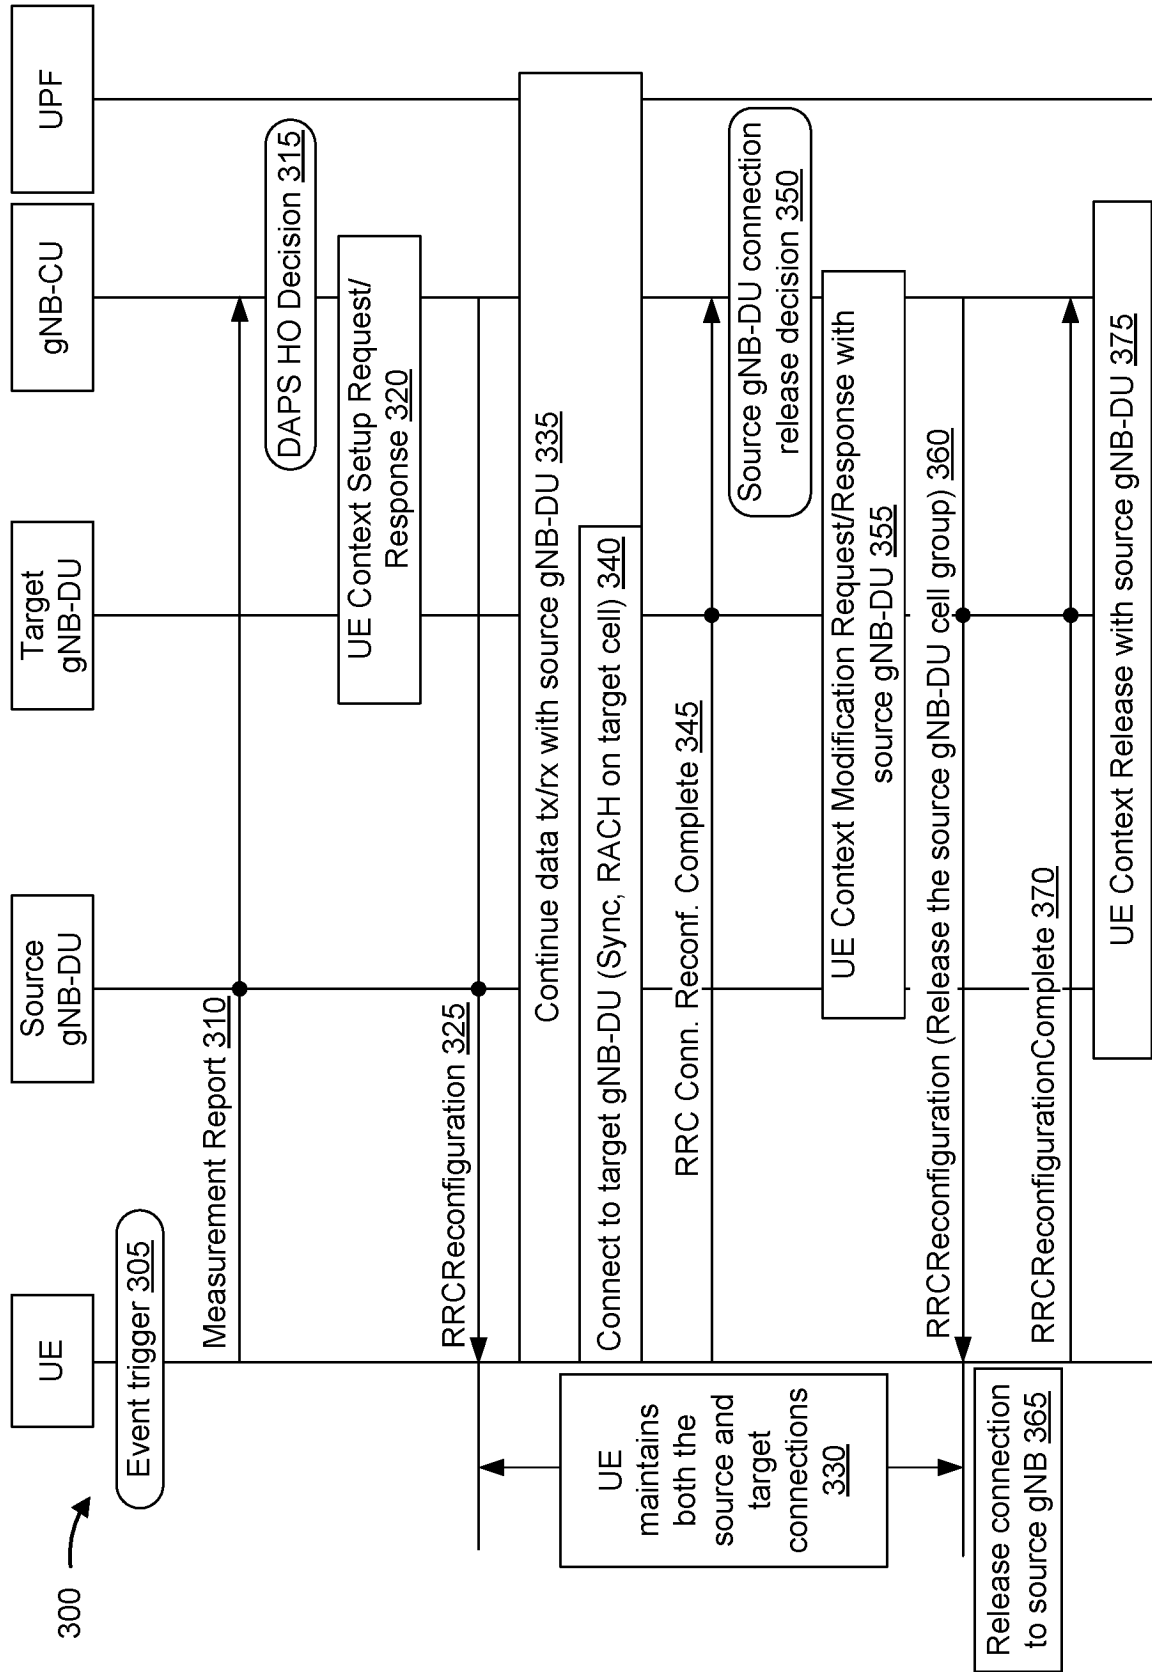 300
UE
Source
gNB-DU
Target
gNB-DU
gNB-CU
UPF
Event trigger 305
Measurement Report 310
DAPS HO Decision 315
UE Context Setup Request/
Response 320
RRCReconfiguration 325
UE
maintains
both the
source and
target
connections
330
Continue data tx/rx with source gNB-DU 335
Connect to target gNB-DU (Sync, RACH on target cell) 340
RRC Conn. Reconf. Complete 345
Source gNB-DU connection
release decision 350
UE Context Modification Request/Response with
source gNB-DU 355
RRCReconfiguration (Release the source gNB-DU cell group) 360
Release connection
to source gNB 365
RRCReconfigurationComplete 370
UE Context Release with source gNB-DU 375